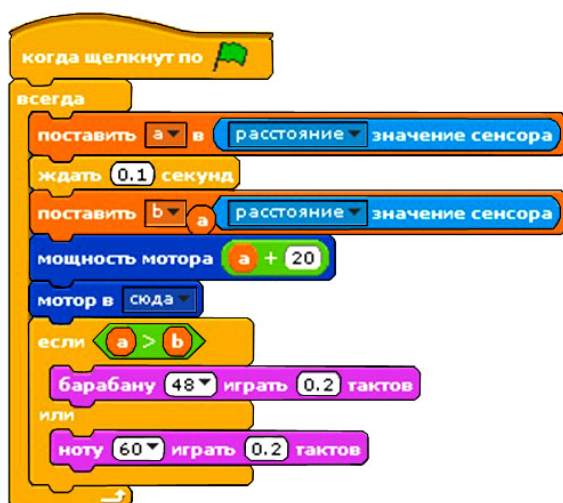 когда щелкнут по
всегда
поставить a в расстояние значение сенсора
ждать 0.1 секунд
поставить b a расстояние значение сенсора
мощность мотора a + 20
мотор в сюда
если a > b
барабану 48 играть 0.2 тактов
или
ноту 60 играть 0.2 тактов